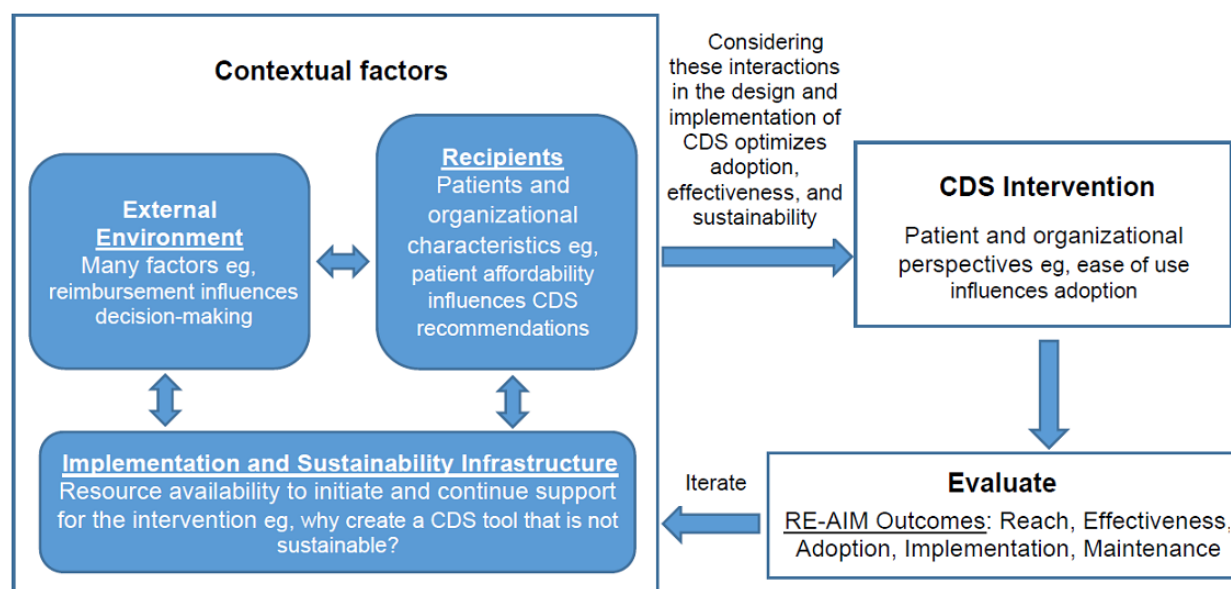 Contextual factors
External
Environment
Many factors eg,
reimbursement influences
decision-making
Recipients
Patients and
organizational
characteristics eg,
patient affordability
influences CDS
recommendations
Implementation and Sustainability Infrastructure
Resource availability to initiate and continue support
for the intervention eg, why create a CDS tool that is not
sustainable?
Considering
these interactions
in the design and
implementation of
CDS optimizes
adoption,
effectiveness, and
sustainability
CDS Intervention
Patient and organizational
perspectives eg, ease of use
influences adoption
Iterate
Evaluate
RE-AIM Outcomes: Reach, Effectiveness,
Adoption, Implementation, Maintenance